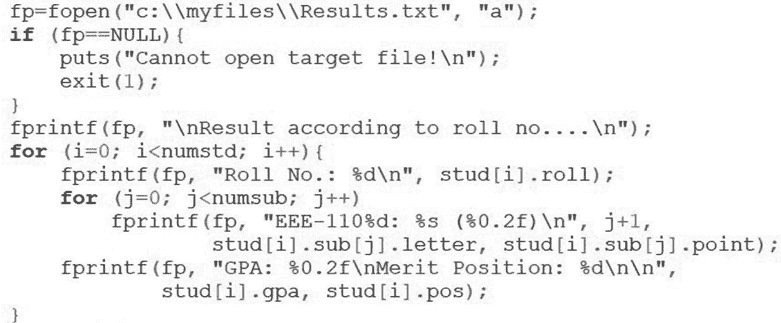 fp=fopen("c:\\myfiles\\Results.txt", "a");
if (fp==NULL){
    puts("Cannot open target file!\n");
    exit(1);
}
fprintf(fp, "\nResult according to roll no....\n");
for (i=0; i<numstd; i++){
    fprintf(fp, "Roll No.: %d\n", stud[i].roll);
    for (j=0; j<numsub; j++)
        fprintf(fp, "EEE-110%d: %s (%0.2f)\n", j+1,
                stud[i].sub[j].letter, stud[i].sub[j].point);
    fprintf(fp, "GPA: %0.2f\nMerit Position: %d\n\n",
            stud[i].gpa, stud[i].pos);
}